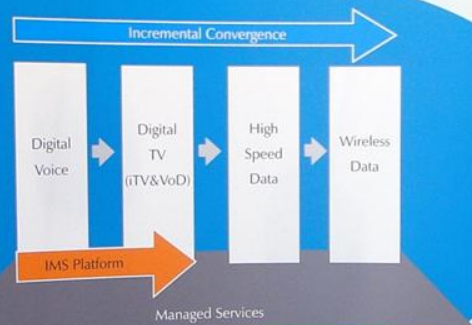 Incremental Convergence
Digital
Voice
Digital
TV
(iTV&VoD)
High
Speed
Data
Wireless
Data
IMS Platform
Managed Services